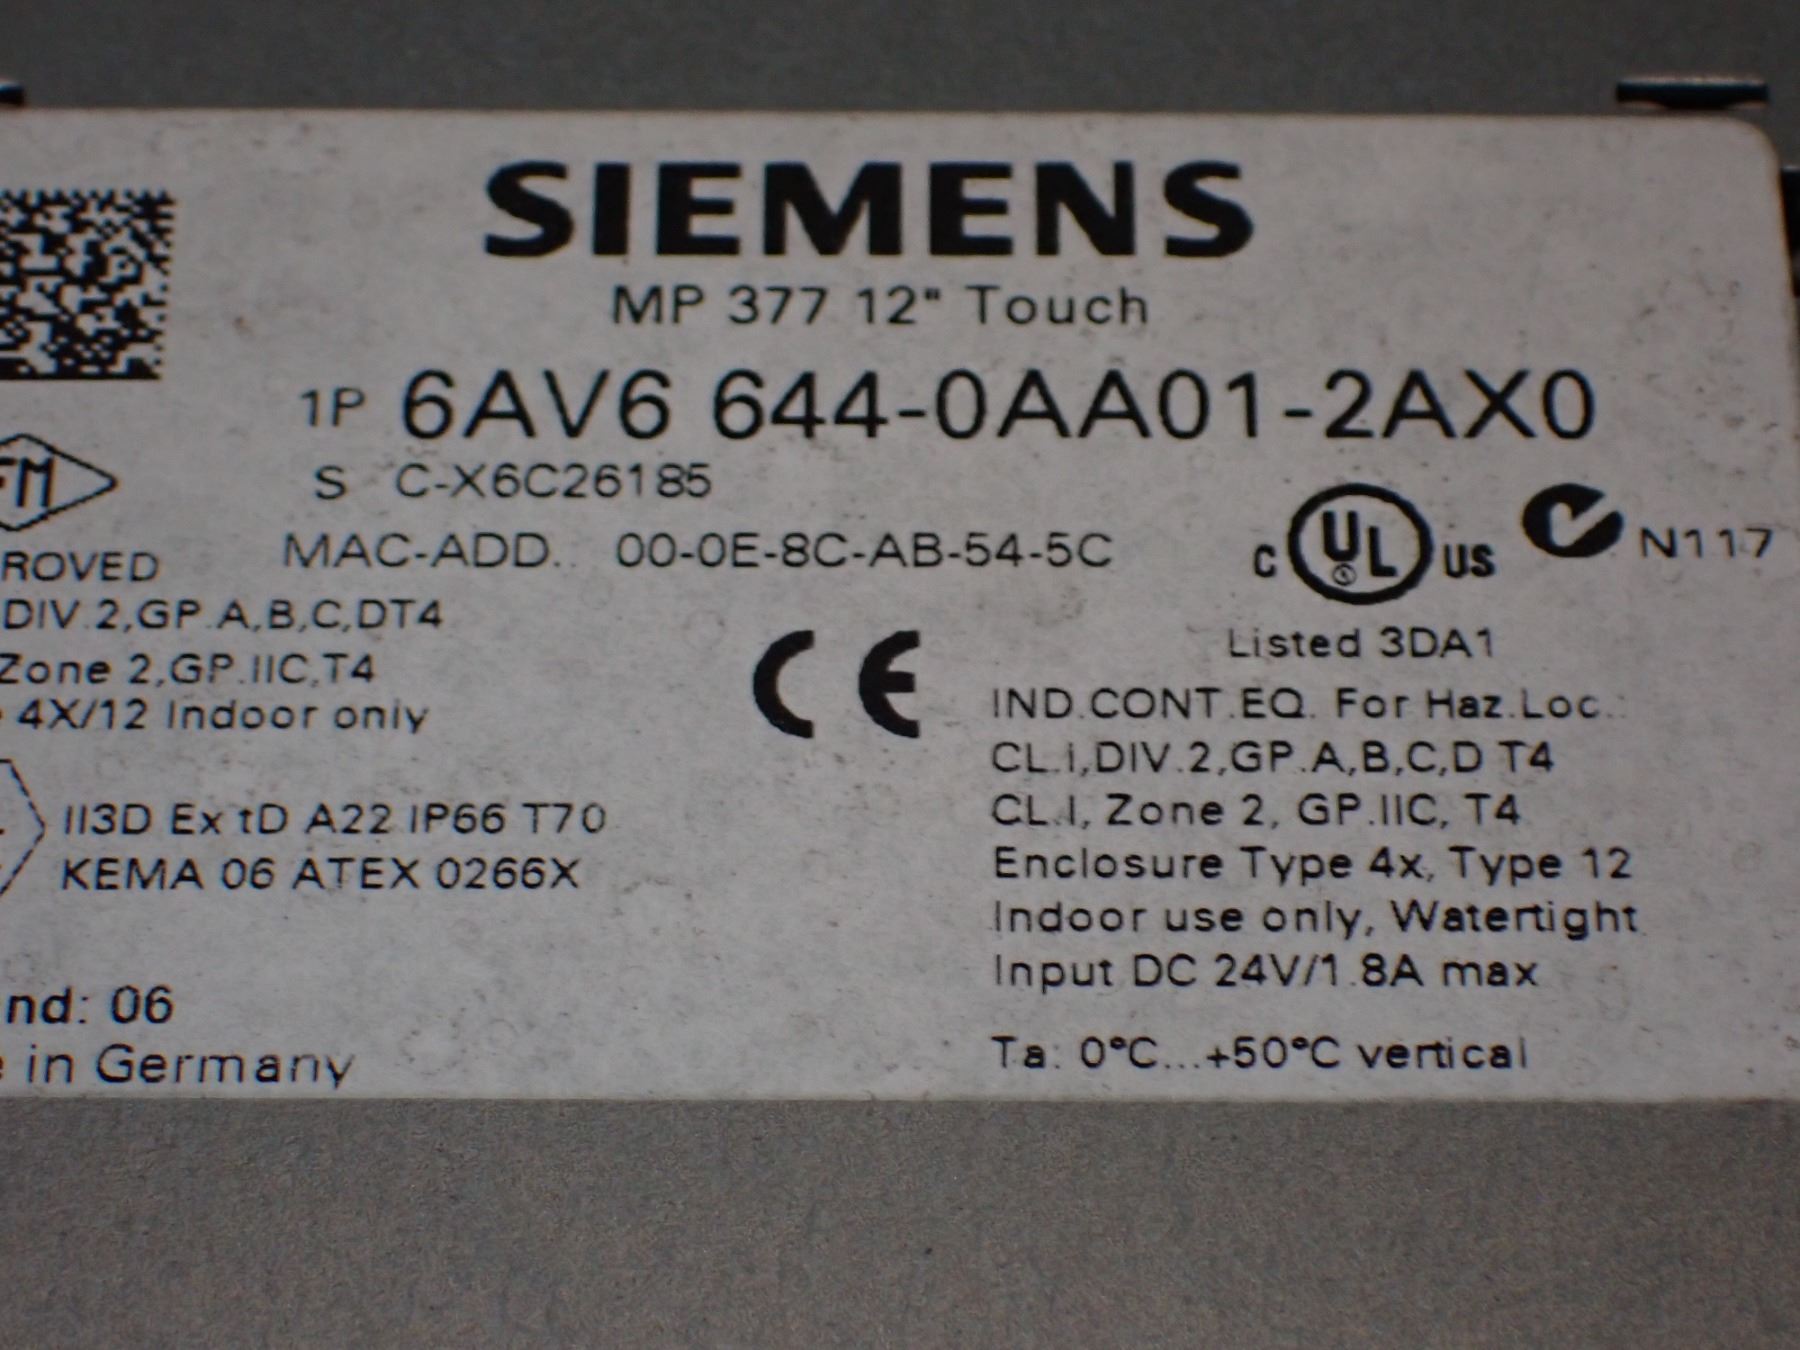 SIEMENS
MP 377 12" Touch
1P 6AV6 644-0AA01-2AX0
S C-X6C26185
MAC-ADD.: 00-0E-8C-AB-54-5C
FM
ROVED
DIV.2,GP.A,B,C,DT4
Zone 2,GP.IIC,T4
4X/12 Indoor only
II3D Ex tD A22 IP66 T70
KEMA 06 ATEX 0266X
nd: 06
e in Germany
CE
C UL US N117
Listed 3DA1
IND.CONT.EQ. For Haz.Loc.:
CL.I,DIV.2,GP.A,B,C,D T4
CL.I, Zone 2, GP.IIC, T4
Enclosure Type 4x, Type 12
Indoor use only, Watertight
Input DC 24V/1.8A max
Ta: 0°C...+50°C vertical